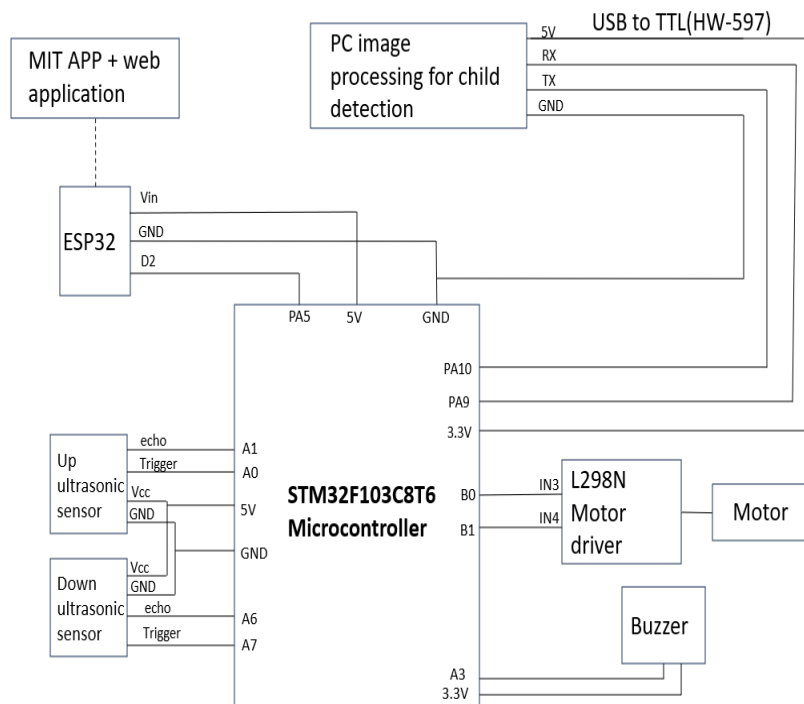 USB to TTL(HW-597)
MIT APP + web
application
PC image
processing for child
detection
5V
RX
TX
GND
ESP32
Vin
GND
D2
PA5
5V
GND
PA10
PA9
3.3V
Up
ultrasonic
sensor
echo
Trigger
Vcc
GND
A1
A0
5V
GND
STM32F103C8T6
Microcontroller
B0
B1
IN3
IN4
L298N
Motor
driver
Motor
Down
ultrasonic
sensor
Vcc
GND
echo
Trigger
A6
A7
Buzzer
A3
3.3V